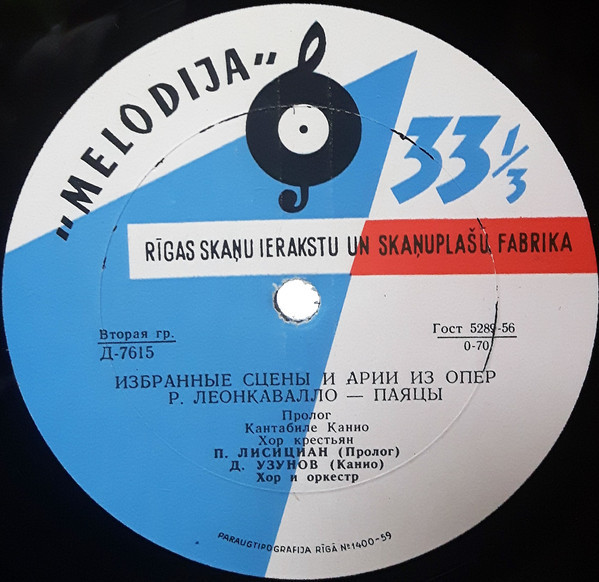 „MELODIJA"
33 1/3
RĪGAS SKAŅU IERAKSTU UN SKAŅUPLAŠU FABRIKA
Вторая гр.
Д-7615
Гост 5289-56
0-70
ИЗБРАННЫЕ СЦЕНЫ И АРИИ ИЗ ОПЕР
Р. ЛЕОНКАВАЛЛО — ПАЯЦЫ
Пролог
Кантабиле Канио
Хор крестьян
П. ЛИСИЦИАН (Пролог)
Д. УЗУНОВ (Канио)
Хор и оркестр
PARAUGTIPOGRAFIJA RĪGĀ № 1400-59